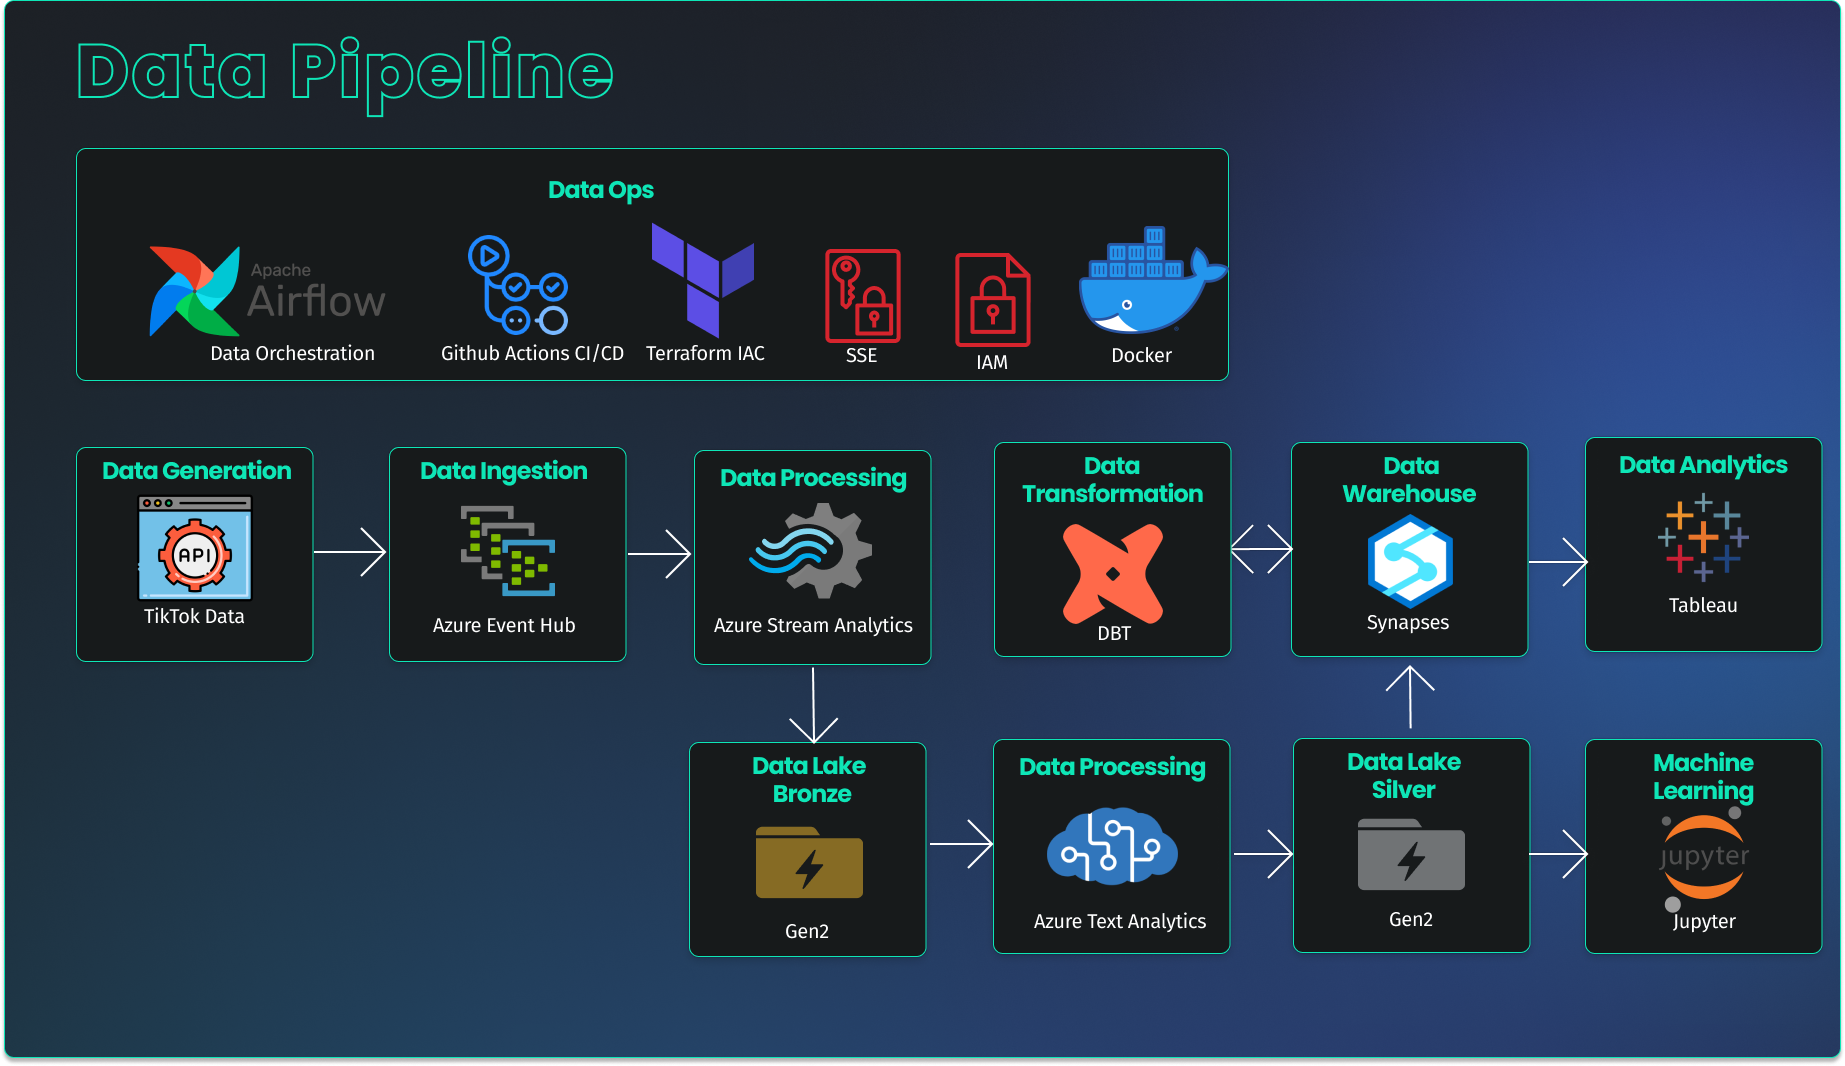 Data Pipeline
Data Ops
Apache
Airflow
Data Orchestration
Github Actions CI/CD
Terraform IAC
SSE
IAM
Docker
Data Generation
API
TikTok Data
Data Ingestion
Azure Event Hub
Data Processing
Azure Stream Analytics
Data
Transformation
DBT
Data
Warehouse
Synapses
Data Analytics
Tableau
Data Lake
Bronze
Gen2
Data Processing
Azure Text Analytics
Data Lake
Silver
Gen2
Machine
Learning
jupyter
Jupyter